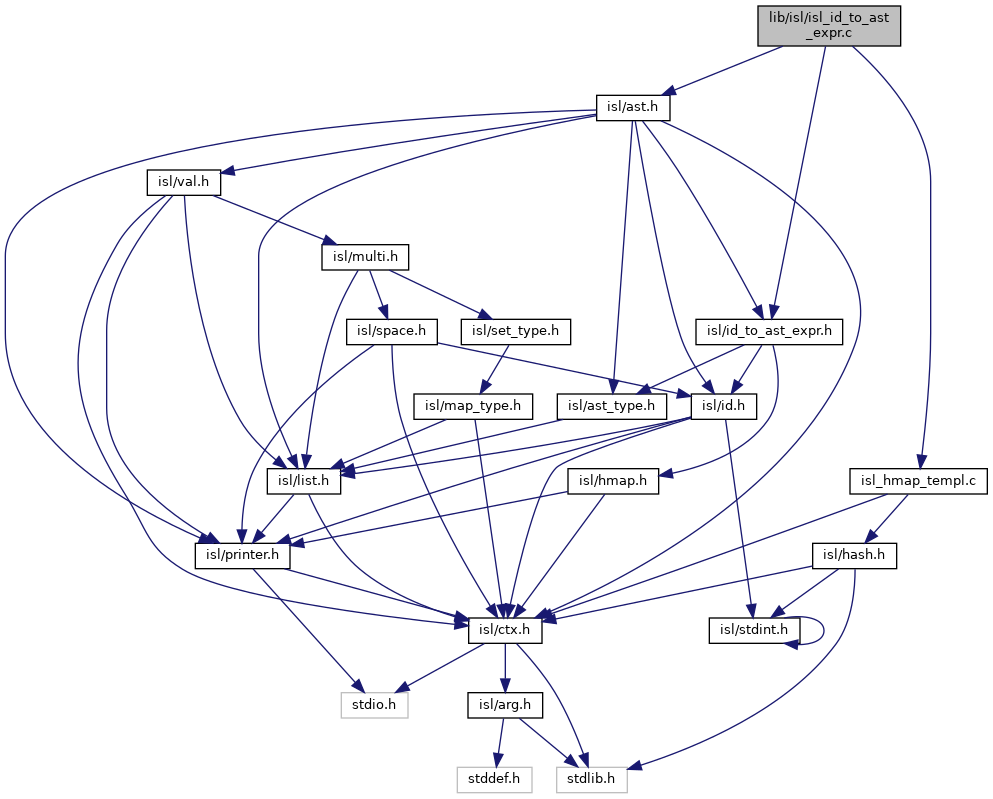 lib/isl/isl_id_to_ast
_expr.c
isl/ast.h
isl/val.h
isl/multi.h
isl/space.h
isl/set_type.h
isl/id_to_ast_expr.h
isl/map_type.h
isl/ast_type.h
isl/id.h
isl/list.h
isl/hmap.h
isl_hmap_templ.c
isl/printer.h
isl/hash.h
isl/ctx.h
isl/stdint.h
stdio.h
isl/arg.h
stddef.h
stdlib.h